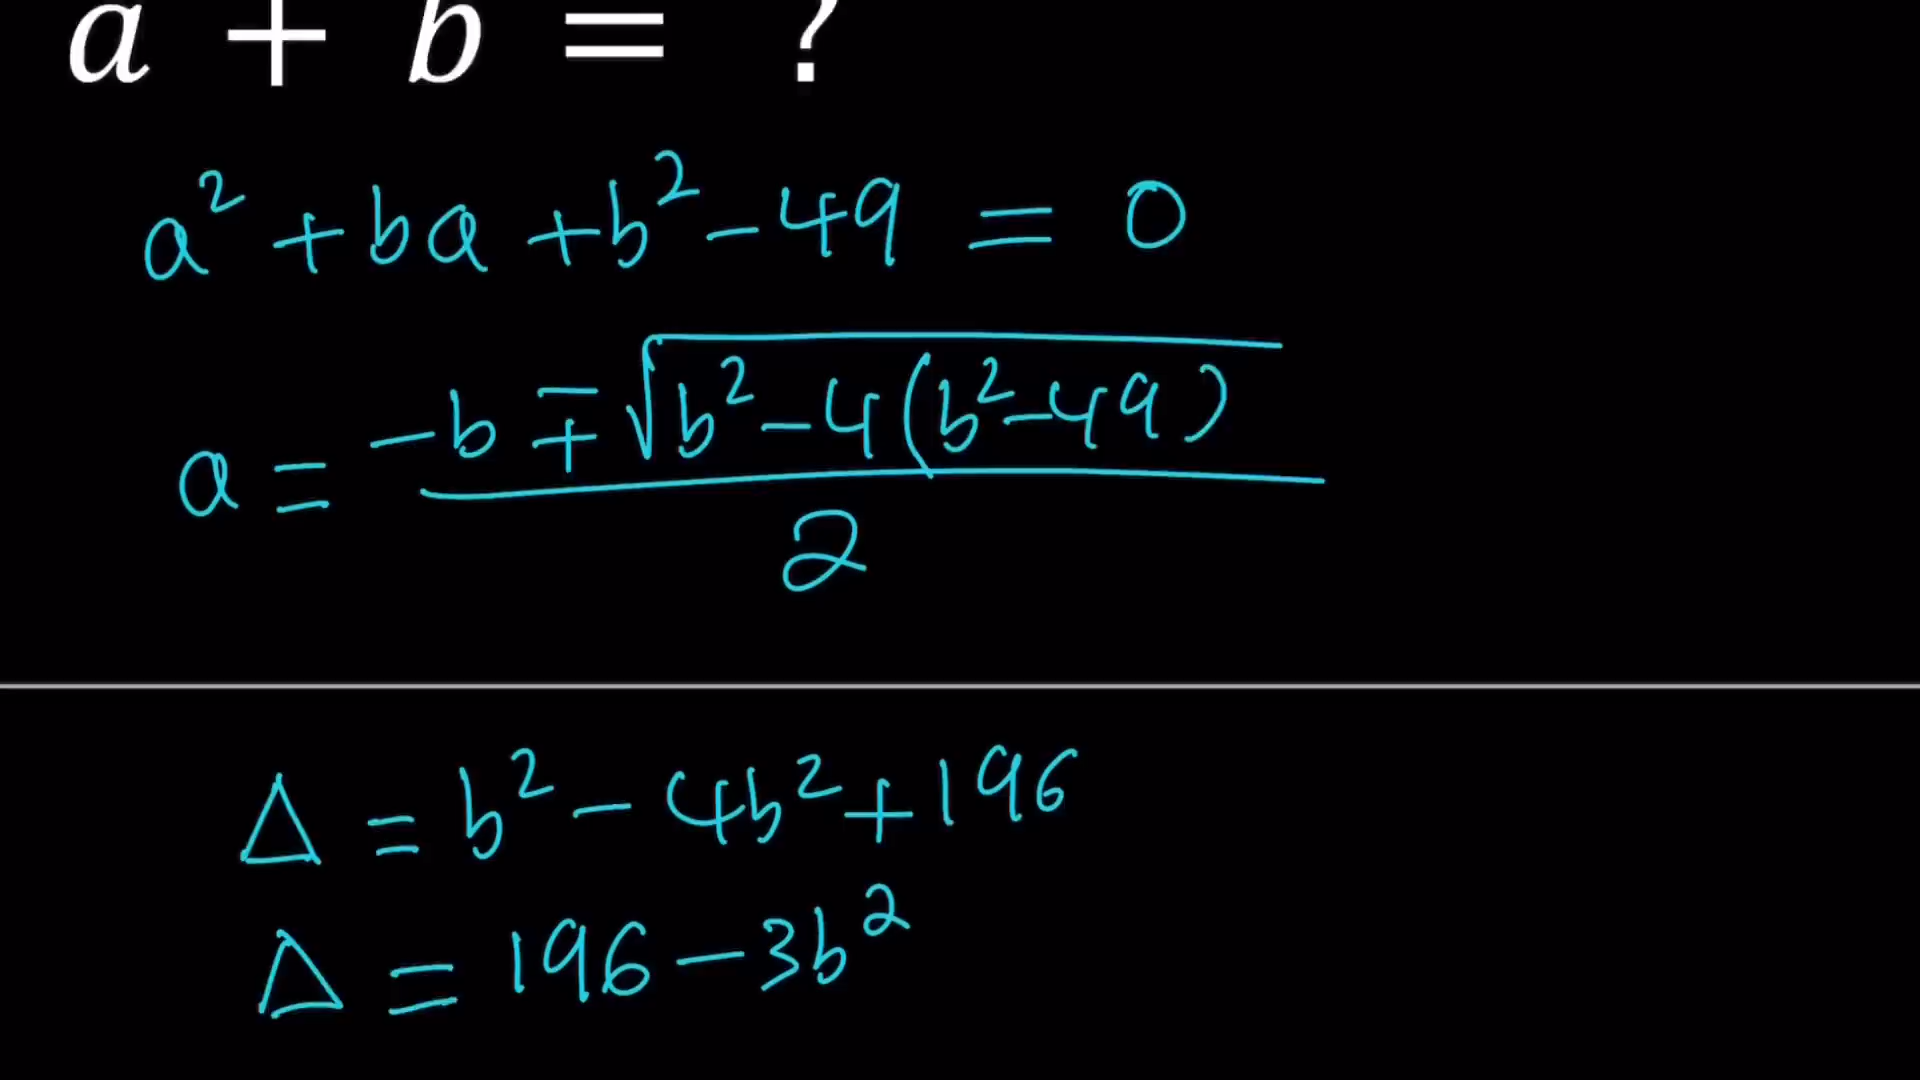 a + b = ?
a² + ba + b² - 49 = 0
a = (-b ∓ √(b² - 4(b² - 49))) / 2
Δ = b² - 4b² + 196
Δ = 196 - 3b²